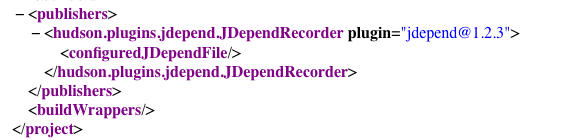 − <publishers>
− <hudson.plugins.jdepend.JDependRecorder plugin="jdepend@1.2.3">
<configuredJDependFile/>
</hudson.plugins.jdepend.JDependRecorder>
</publishers>
<buildWrappers/>
</project>